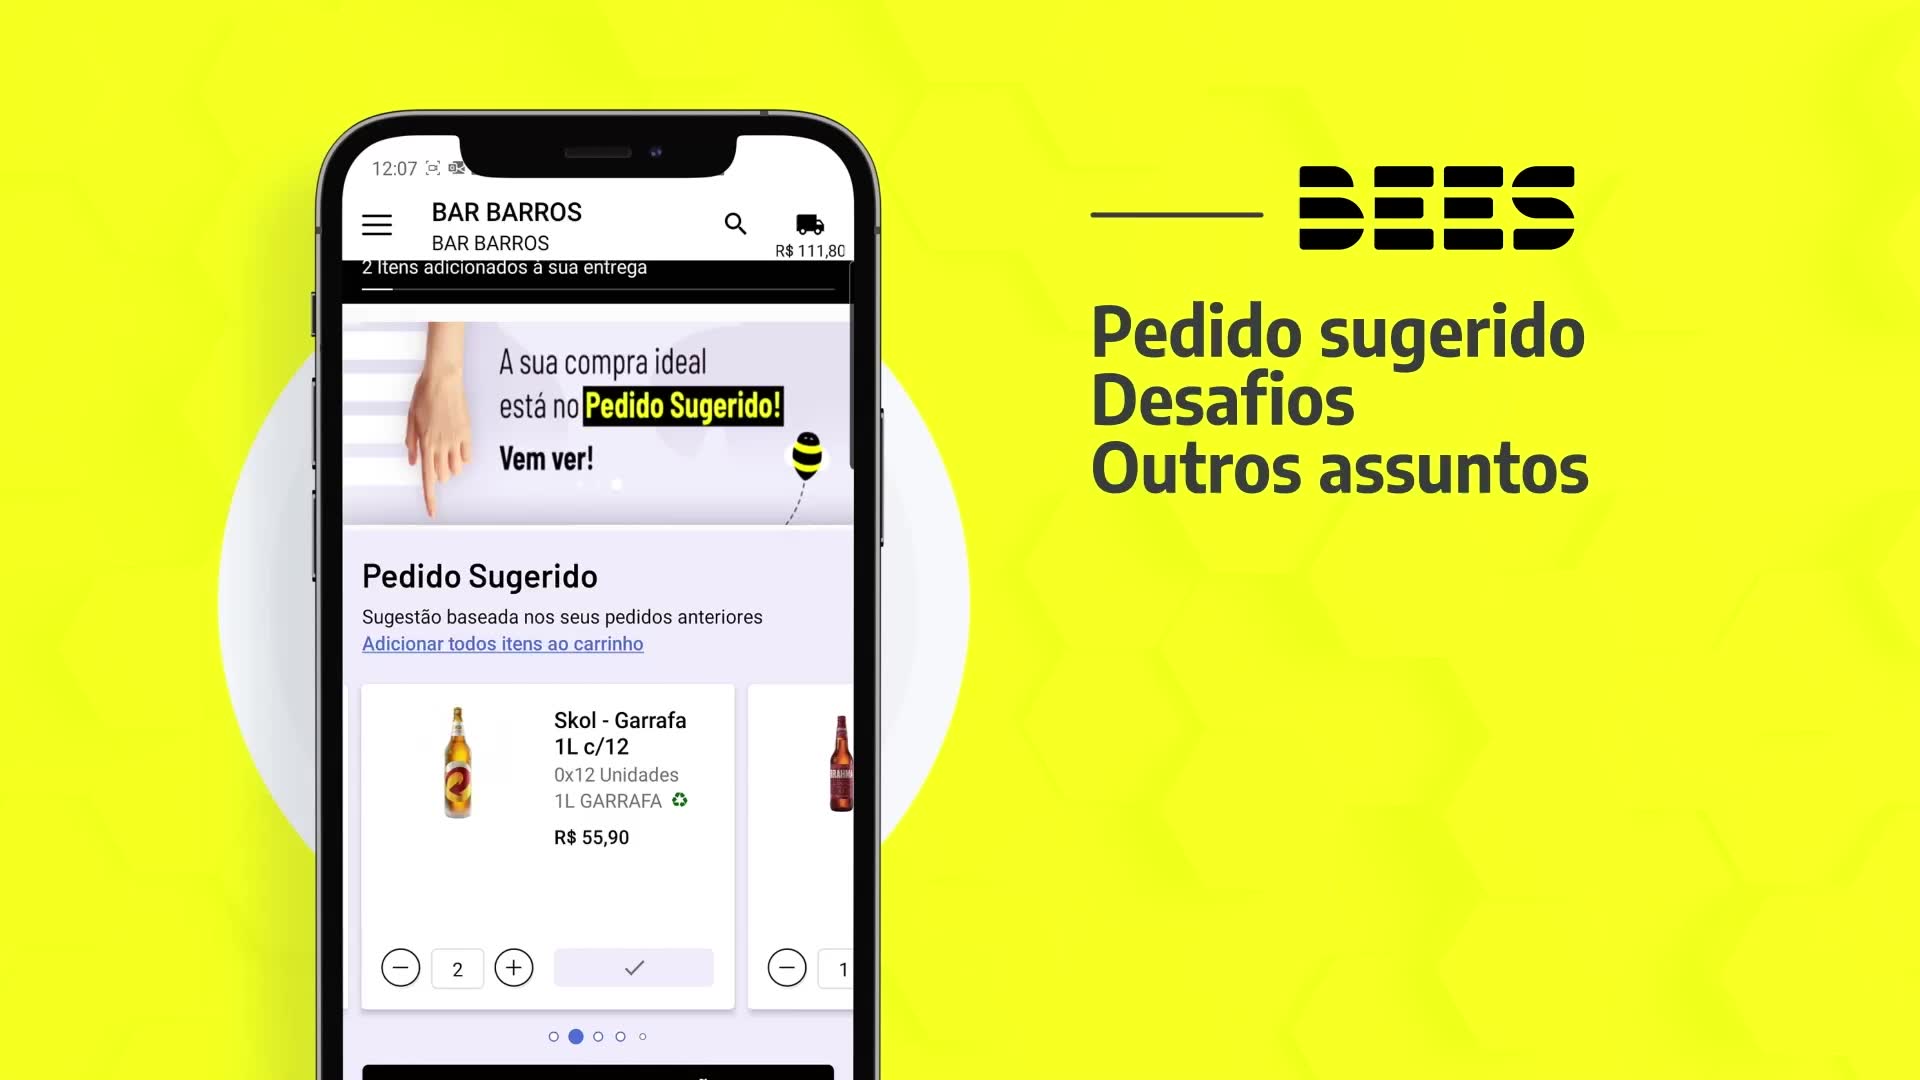 12:07
BAR BARROS
BAR BARROS
R$ 111,80
2 Itens adicionados à sua entrega
A sua compra ideal
está no Pedido Sugerido!
Vem ver!
Pedido Sugerido
Sugestão baseada nos seus pedidos anteriores
Adicionar todos itens ao carrinho
Skol - Garrafa
1L c/12
0x12 Unidades
1L GARRAFA
R$ 55,90
2
BRAHMA
1
BEES
Pedido sugerido
Desafios
Outros assuntos